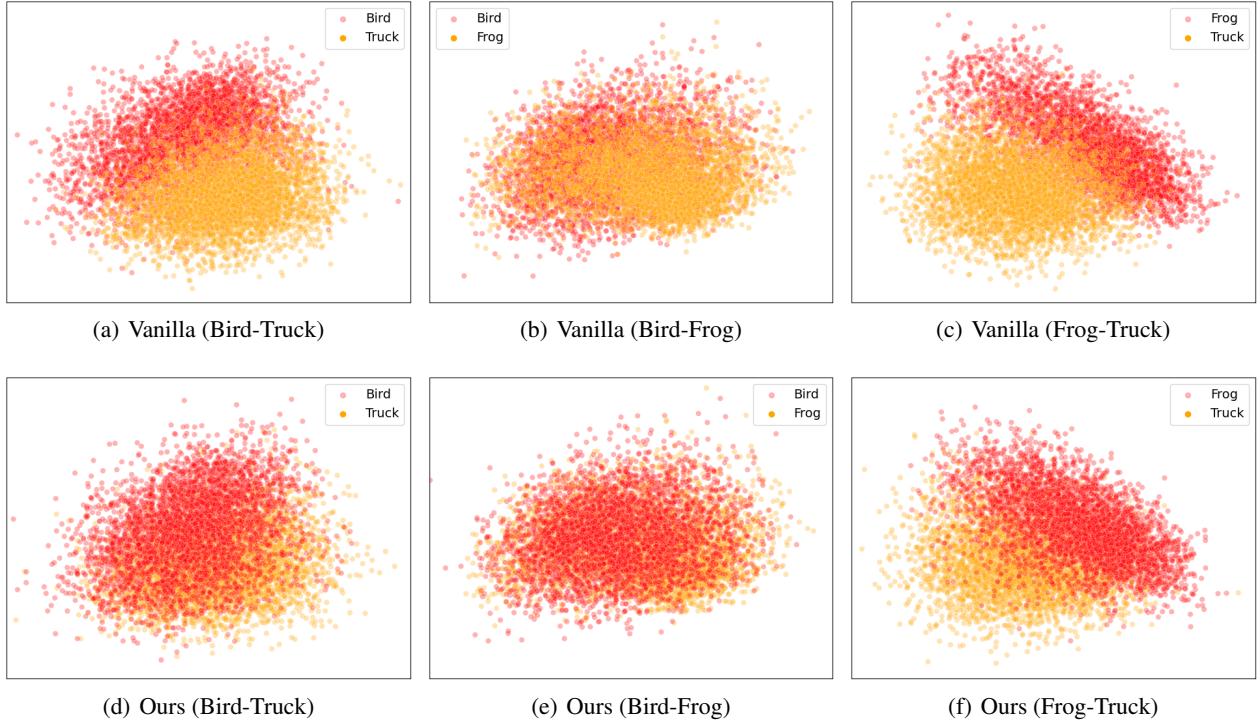 Bird
Truck
Bird
Frog
Frog
Truck
(a) Vanilla (Bird-Truck)
(b) Vanilla (Bird-Frog)
(c) Vanilla (Frog-Truck)
Bird
Truck
Bird
Frog
Frog
Truck
(d) Ours (Bird-Truck)
(e) Ours (Bird-Frog)
(f) Ours (Frog-Truck)